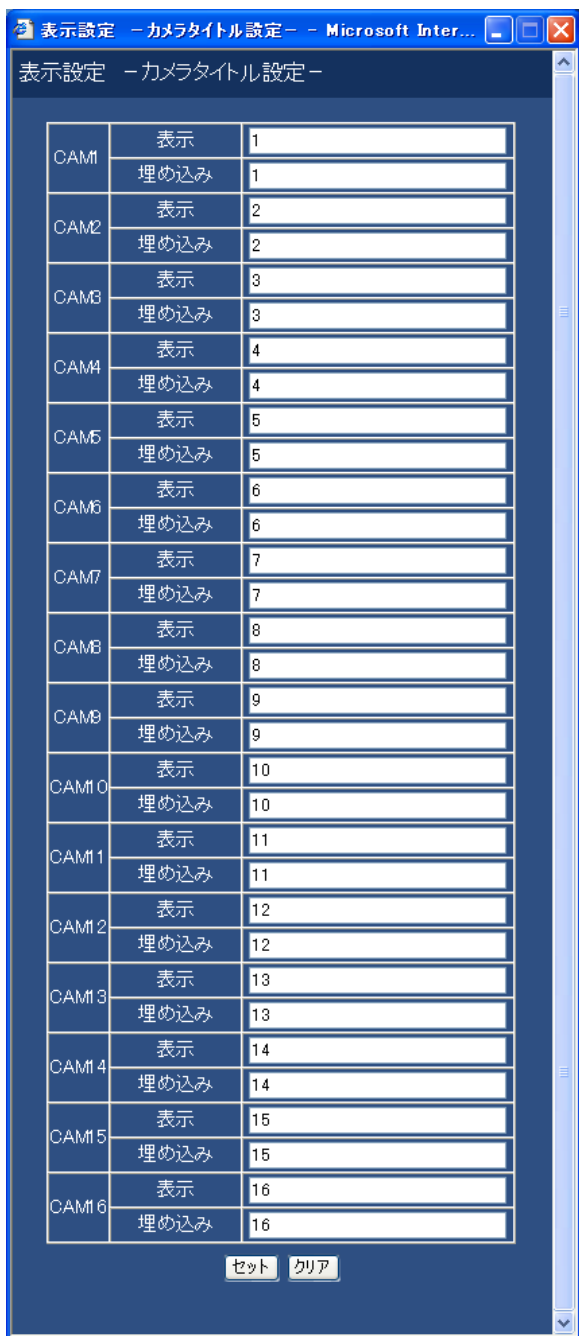 表示設定 －カメラタイトル設定－ - Microsoft Inter...
表示設定 －カメラタイトル設定－
CAM1 表示 1
埋め込み 1
CAM2 表示 2
埋め込み 2
CAM3 表示 3
埋め込み 3
CAM4 表示 4
埋め込み 4
CAM5 表示 5
埋め込み 5
CAM6 表示 6
埋め込み 6
CAM7 表示 7
埋め込み 7
CAM8 表示 8
埋め込み 8
CAM9 表示 9
埋め込み 9
CAM10 表示 10
埋め込み 10
CAM11 表示 11
埋め込み 11
CAM12 表示 12
埋め込み 12
CAM13 表示 13
埋め込み 13
CAM14 表示 14
埋め込み 14
CAM15 表示 15
埋め込み 15
CAM16 表示 16
埋め込み 16
セット クリア